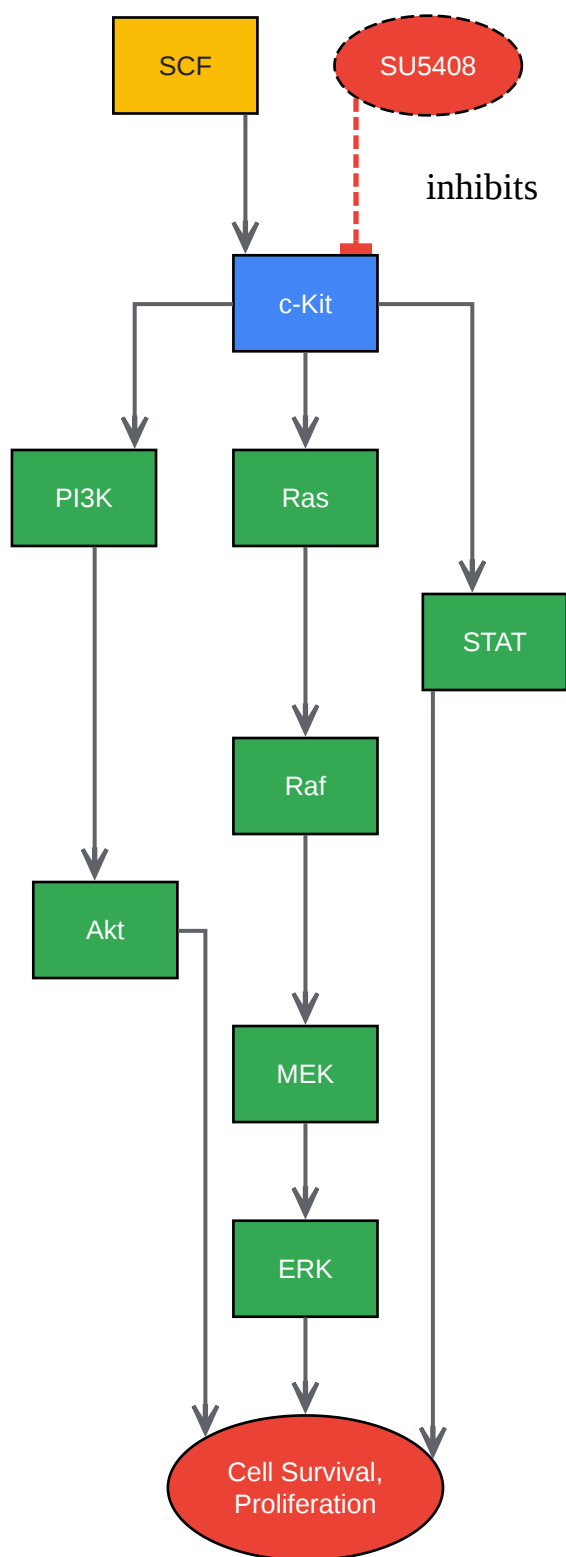 SCF
SU5408
inhibits
c-Kit
PI3K
Ras
STAT
Raf
Akt
MEK
ERK
Cell Survival,
Proliferation